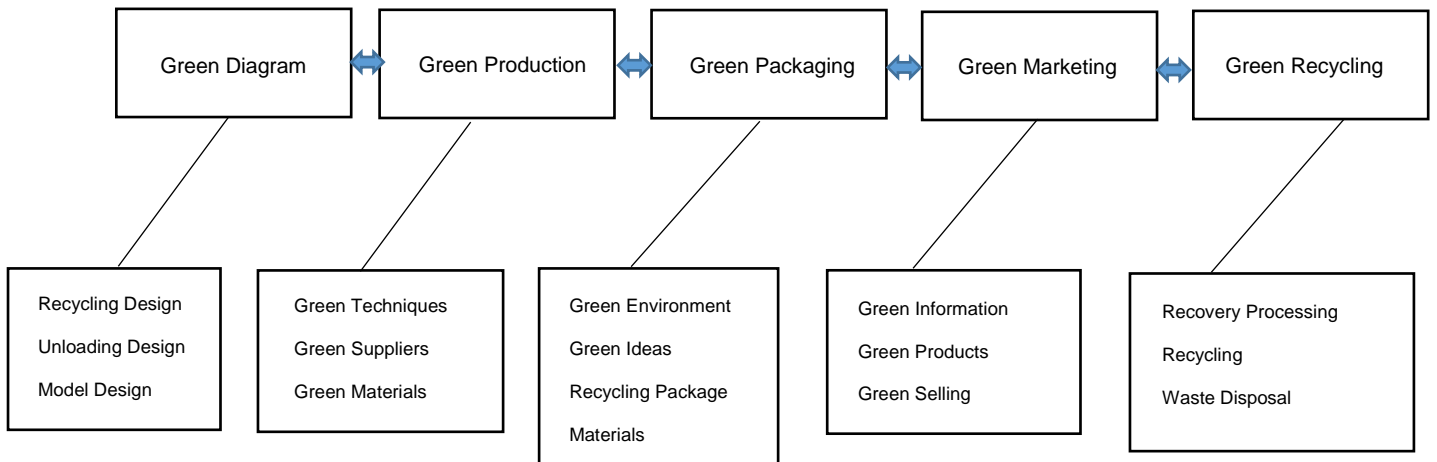 Green Diagram
Green Production
Green Packaging
Green Marketing
Green Recycling
Recycling Design
Unloading Design
Model Design
Green Techniques
Green Suppliers
Green Materials
Green Environment
Green Ideas
Recycling Package
Materials
Green Information
Green Products
Green Selling
Recovery Processing
Recycling
Waste Disposal